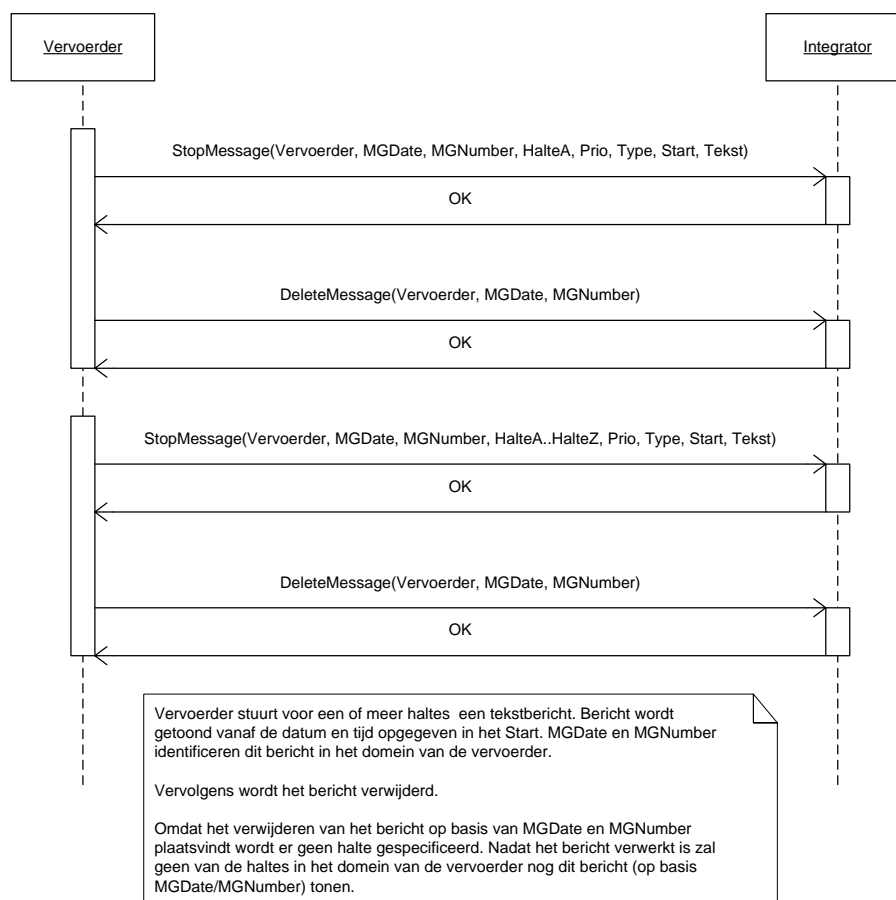 Vervoerder
Integrator
StopMessage(Vervoerder, MGDate, MGNumber, HalteA, Prio, Type, Start, Tekst)
OK
DeleteMessage(Vervoerder, MGDate, MGNumber)
OK
StopMessage(Vervoerder, MGDate, MGNumber, HalteA..HalteZ, Prio, Type, Start, Tekst)
OK
DeleteMessage(Vervoerder, MGDate, MGNumber)
OK
Vervoerder stuurt voor een of meer haltes een tekstbericht. Bericht wordt
getoond vanaf de datum en tijd opgegeven in het Start. MGDate en MGNumber
identificeren dit bericht in het domein van de vervoerder.
Vervolgens wordt het bericht verwijderd.
Omdat het verwijderen van het bericht op basis van MGDate en MGNumber
plaatsvindt wordt er geen halte gespecificeerd. Nadat het bericht verwerkt is zal
geen van de haltes in het domein van de vervoerder nog dit bericht (op basis
MGDate/MGNumber) tonen.